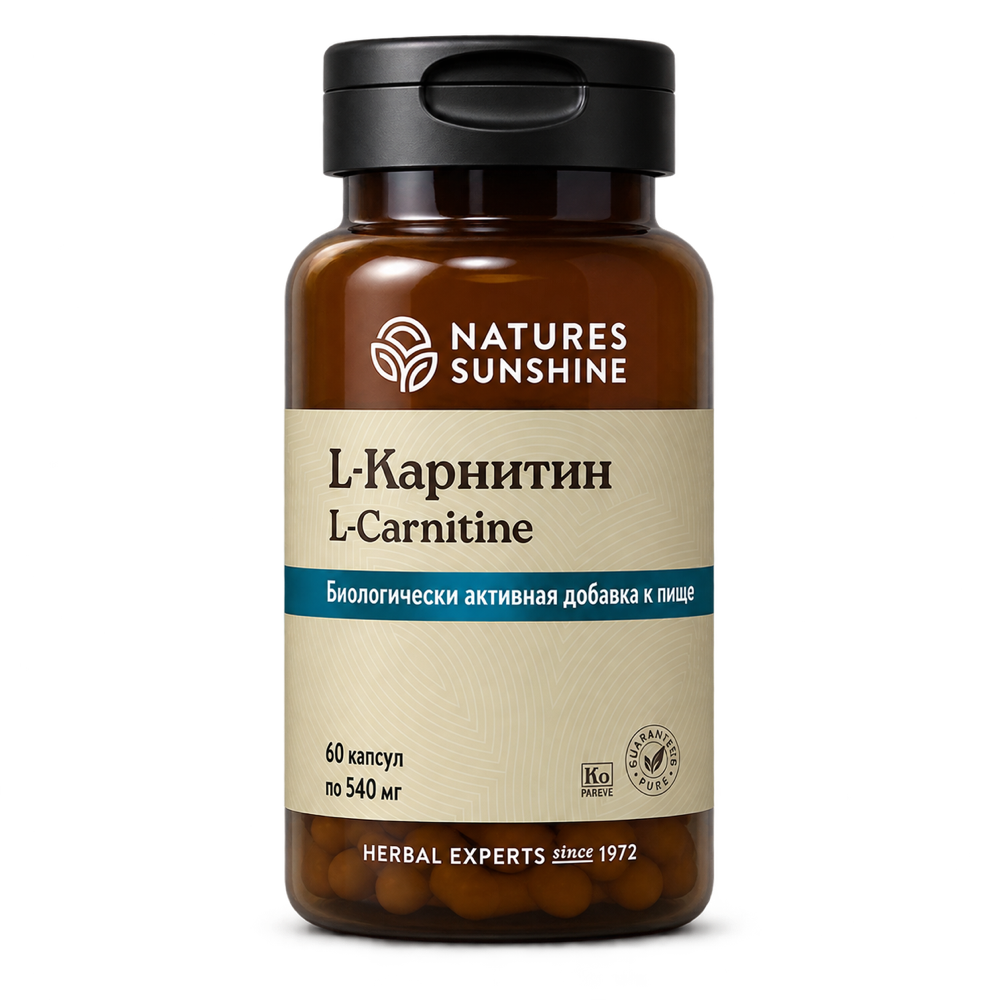 NATURES
SUNSHINE
L-Карнитин
L-Carnitine
Биологически активная добавка к пище
60 капсул
по 540 мг
Ko
PAREVE
GUARANTEES
PURE
HERBAL EXPERTS since 1972